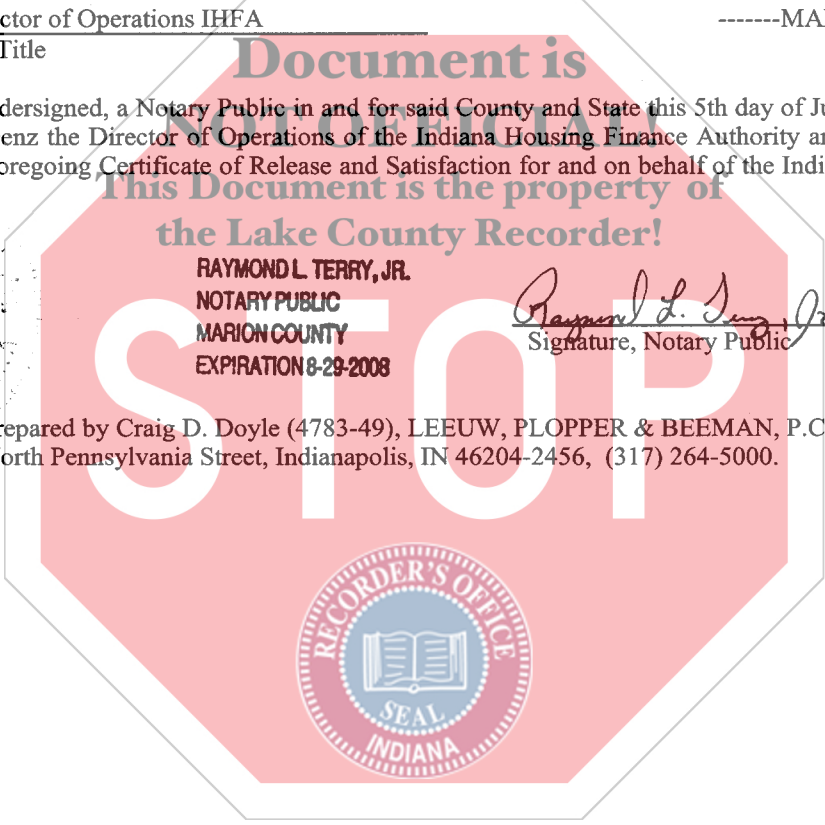 ctor of Operations IHFA -------MA
Title
Document is
dersigned, a Notary Public in and for said County and State this 5th day of Ju
NOT OFFICIAL!
enz the Director of Operations of the Indiana Housing Finance Authority a
oregoing Certificate of Release and Satisfaction for and on behalf of the Indi
This Document is the property of
the Lake County Recorder!
RAYMOND L. TERRY, JR.
NOTARY PUBLIC
MARION COUNTY
EXPIRATION 8-29-2008
Raymond L. Terry, Jr
Signature, Notary Public
STOP
repared by Craig D. Doyle (4783-49), LEEUW, PLOPPER & BEEMAN, P.C
orth Pennsylvania Street, Indianapolis, IN 46204-2456, (317) 264-5000.
RECORDER'S OFFICE
SEAL
INDIANA